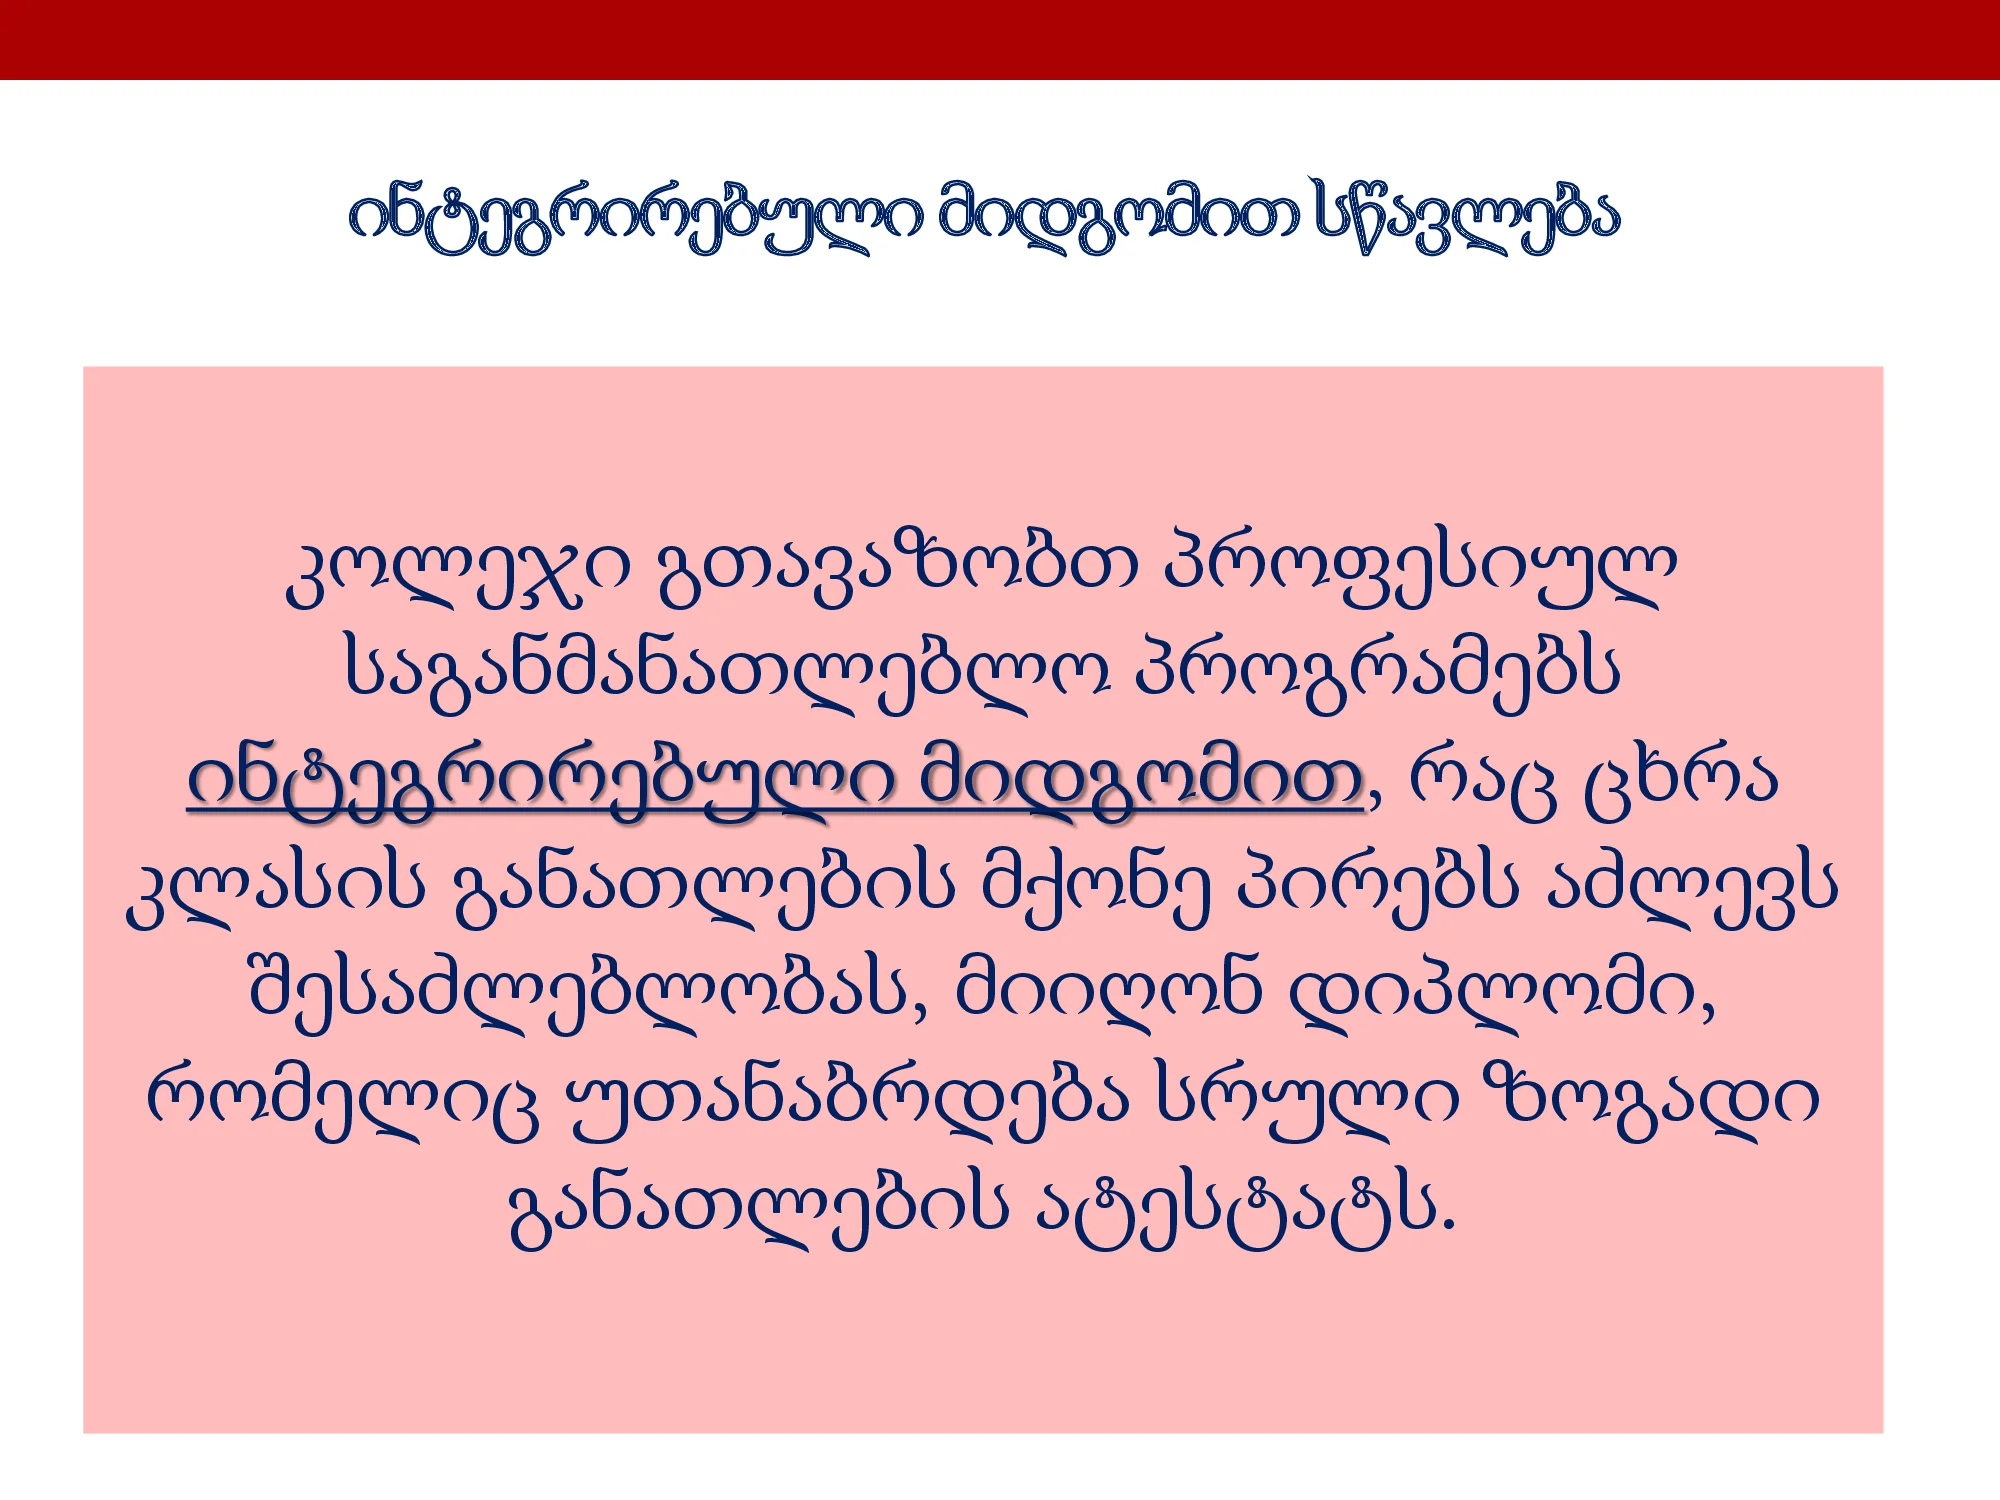 ინტეგრირებული მიდგომით სწავლება
კოლეჯი გთავაზობთ პროფესიულ
საგანმანათლებლო პროგრამებს
ინტეგრირებული მიდგომით, რაც ცხრა
კლასის განათლების მქონე პირებს აძლევს
შესაძლებლობას, მიიღონ დიპლომი,
რომელიც უთანაბრდება სრული ზოგადი
განათლების ატესტატს.